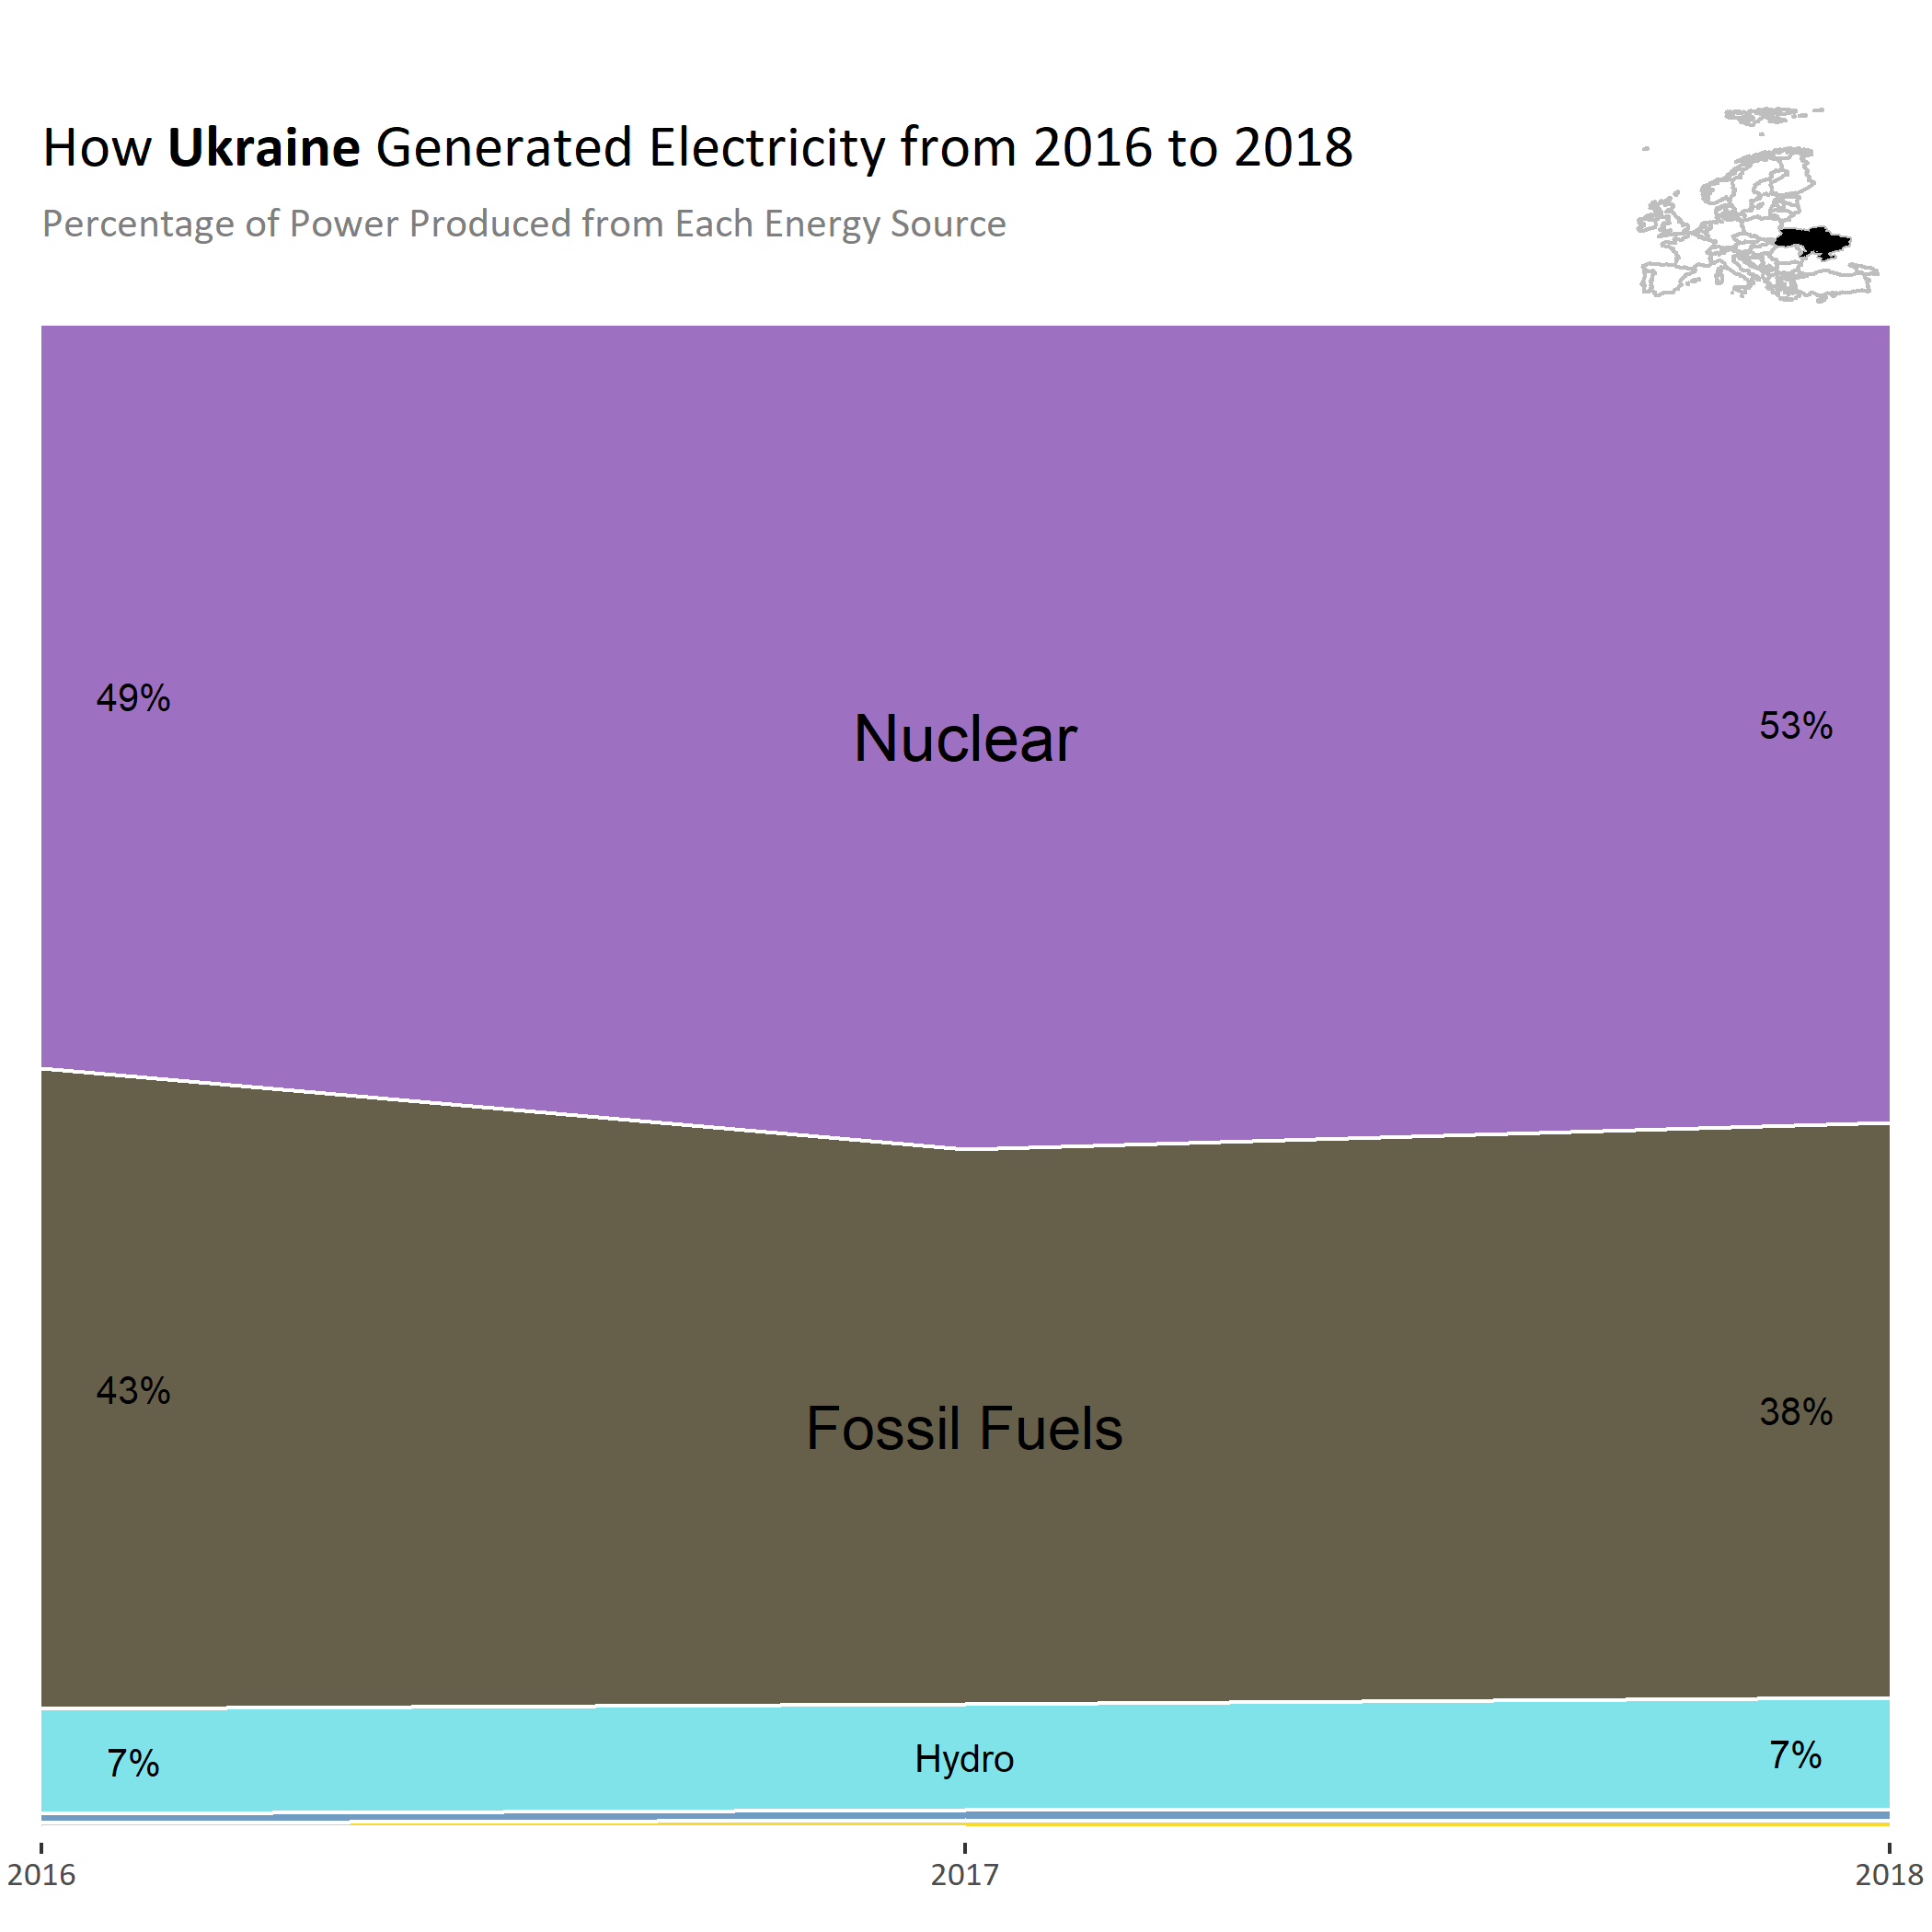 How Ukraine Generated Electricity from 2016 to 2018
Percentage of Power Produced from Each Energy Source
49%
Nuclear
53%
43%
Fossil Fuels
38%
7%
Hydro
7%
2016
2017
2018